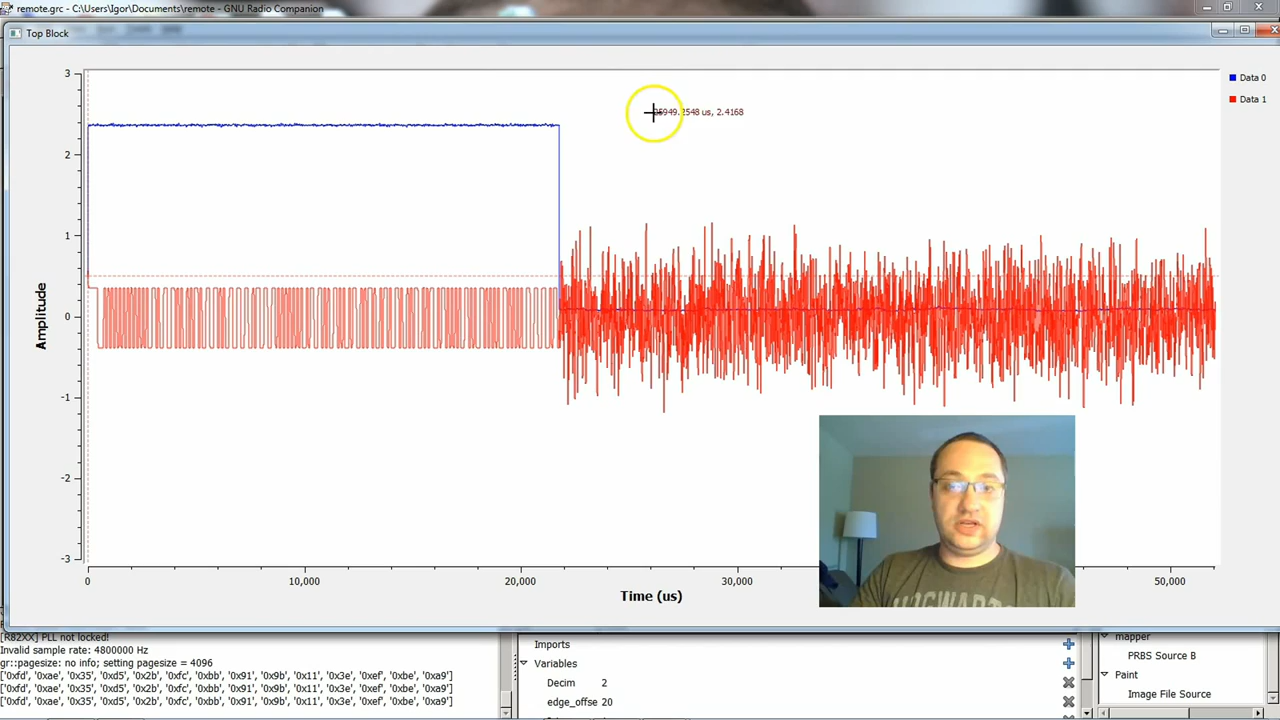 remote.grc - C:\Users\Igor\Documents\remote - GNU Radio Companion
Top Block
Data 0
Data 1
3
2
1
0
-1
-2
-3
Amplitude
25949.2548 us, 2.4168
0
10,000
20,000
30,000
50,000
Time (us)
HOGWARTS
[R82XX] PLL not locked!
Invalid sample rate: 4800000 Hz
gr::pagesize: no info; setting pagesize = 4096
['0xfd', '0xae', '0x35', '0xd5', '0x2b', '0xfc', '0xbb', '0x91', '0x9b', '0x11', '0x3e', '0xef', '0xbe', '0xa9']
['0xfd', '0xae', '0x35', '0xd5', '0x2b', '0xfc', '0xbb', '0x91', '0x9b', '0x11', '0x3e', '0xef', '0xbe', '0xa9']
['0xfd', '0xae', '0x35', '0xd5', '0x2b', '0xfc', '0xbb', '0x91', '0x9b', '0x11', '0x3e', '0xef', '0xbe', '0xa9']
Imports
Variables
Decim 2
edge_offse 20
mapper
PRBS Source B
Paint
Image File Source